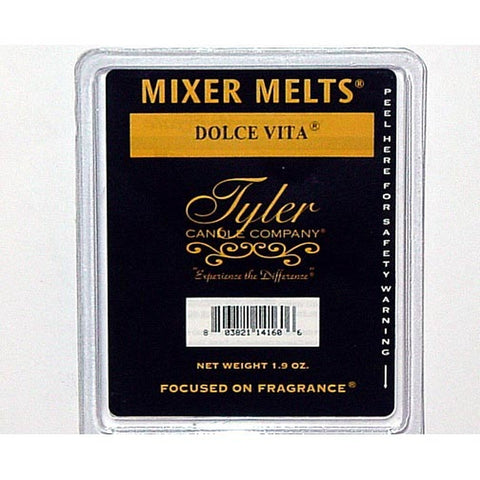 MIXER MELTS®
DOLCE VITA®
Tyler
CANDLE COMPANY®
"Experience the Difference"®
8 03821 14160 6
NET WEIGHT 1.9 OZ.
FOCUSED ON FRAGRANCE®
PEEL HERE FOR SAFETY WARNING